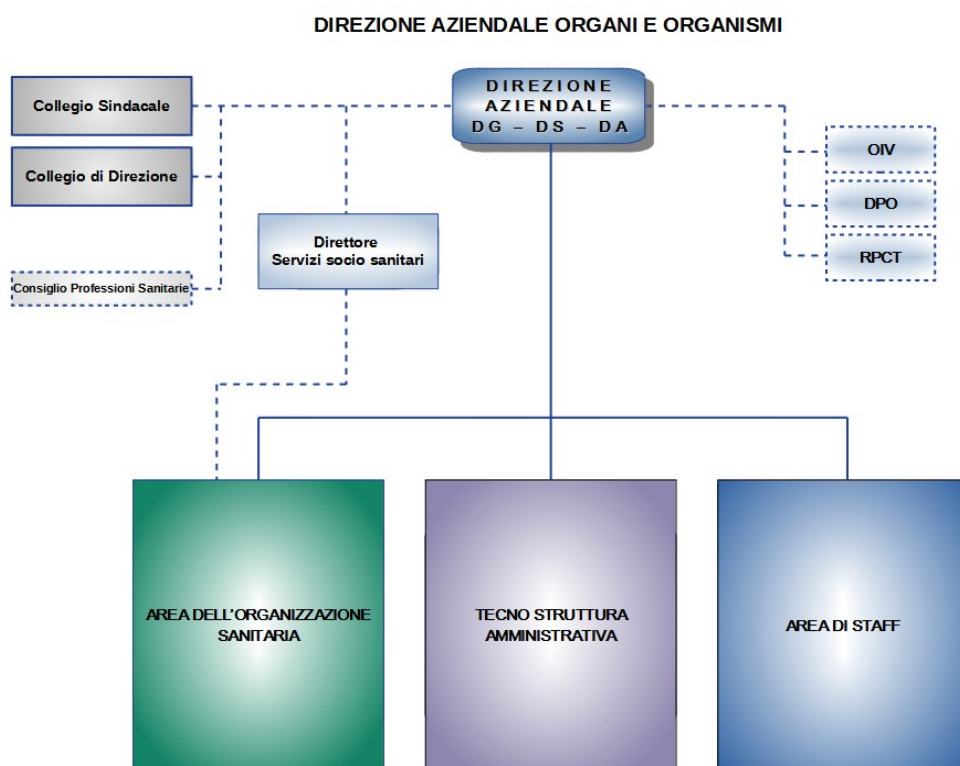 DIREZIONE AZIENDALE ORGANI E ORGANISMI
DIREZIONE
AZIENDALE
DG – DS – DA
Collegio Sindacale
Collegio di Direzione
Consiglio Professioni Sanitarie
Direttore
Servizi socio sanitari
OIV
DPO
RPCT
AREA DELL'ORGANIZZAZIONE
SANITARIA
TECNO STRUTTURA
AMMINISTRATIVA
AREA DI STAFF